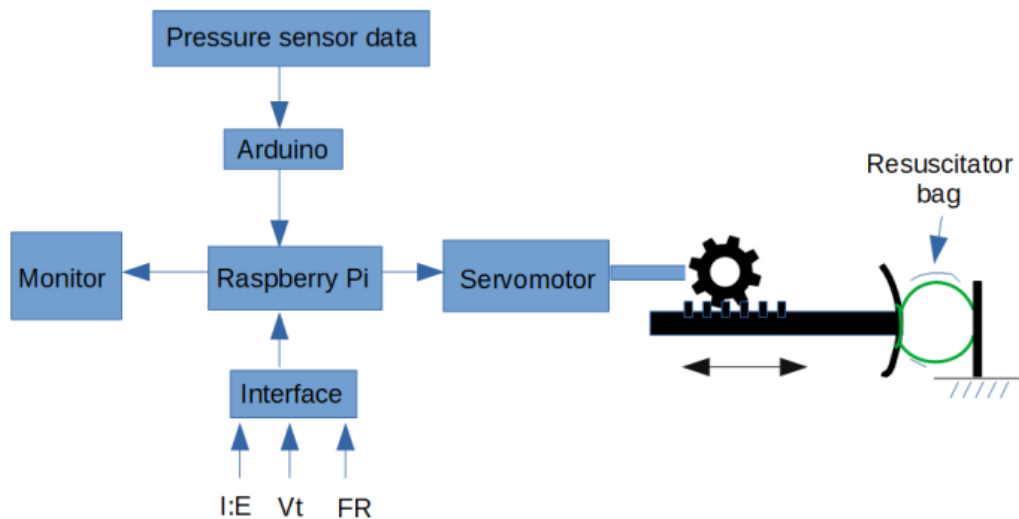 Pressure sensor data
Arduino
Resuscitator
bag
Monitor
Raspberry Pi
Servomotor
Interface
I:E
Vt
FR